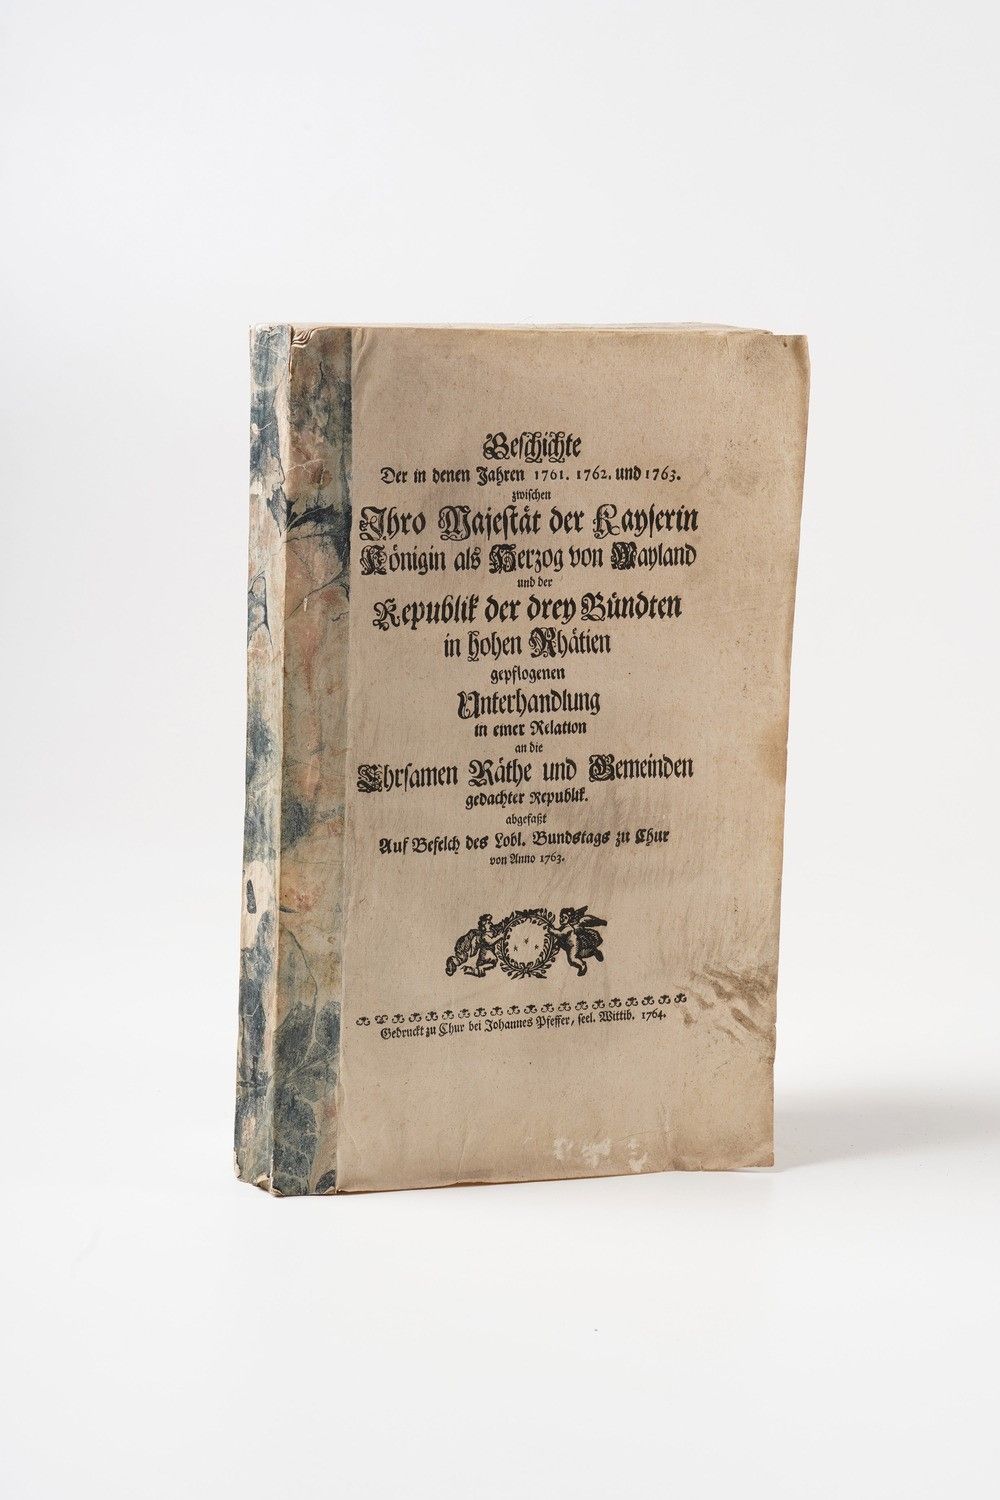 Geschichte
Der in denen Jahren 1761. 1762. und 1763.
zwischen
Ihro Majestät der Kayserin
Königin als Herzog von Mayland
und der
Republik der drey Bündten
in hohen Rhätien
gepflogenen
Unterhandlung
in einer Relation
an die
Ehrsamen Räthe und Gemeinden
gedachter Republik.
abgefaßt
Auf Befelch des Lobl. Bundstags zu Chur
von Anno 1763.
Gedruckt zu Chur bei Johannes Pfeffer, seel. Wittib. 1764.